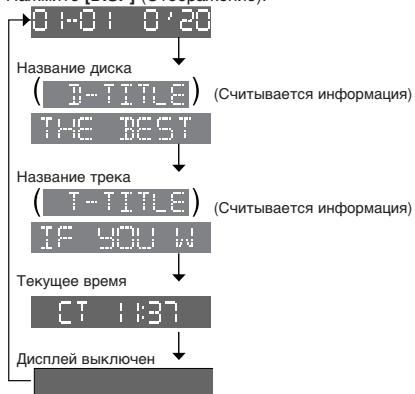 Нажмите [DISP] (Отображение).
01-01 0'20
Название диска
( D-TITLE ) (Считывается информация)
THE BEST
Название трека
( T-TITLE ) (Считывается информация)
IF YOU W
Текущее время
CT 11:37
Дисплей выключен